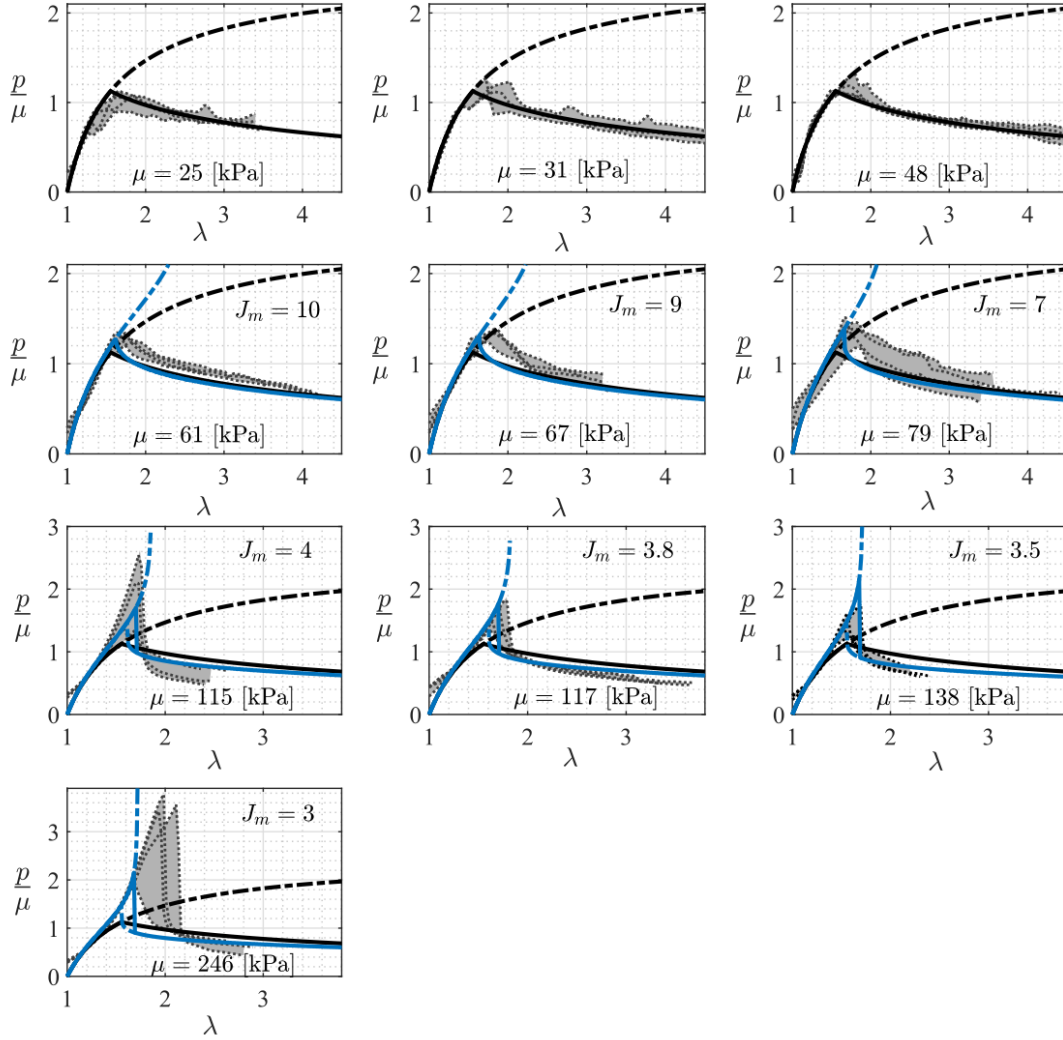 2
p/μ
1
0
μ = 25 [kPa]
1 2 3 4
λ
2
p/μ
1
0
μ = 31 [kPa]
1 2 3 4
λ
2
p/μ
1
0
μ = 48 [kPa]
1 2 3 4
λ
2
J_m = 10
p/μ
1
0
μ = 61 [kPa]
1 2 3 4
λ
2
J_m = 9
p/μ
1
0
μ = 67 [kPa]
1 2 3 4
λ
2
J_m = 7
p/μ
1
0
μ = 79 [kPa]
1 2 3 4
λ
3
J_m = 4
2
p/μ
1
0
μ = 115 [kPa]
1 2 3
λ
3
J_m = 3.8
2
p/μ
1
0
μ = 117 [kPa]
1 2 3
λ
3
J_m = 3.5
2
p/μ
1
0
μ = 138 [kPa]
1 2 3
λ
J_m = 3
3
2
p/μ
1
0
μ = 246 [kPa]
1 2 3
λ